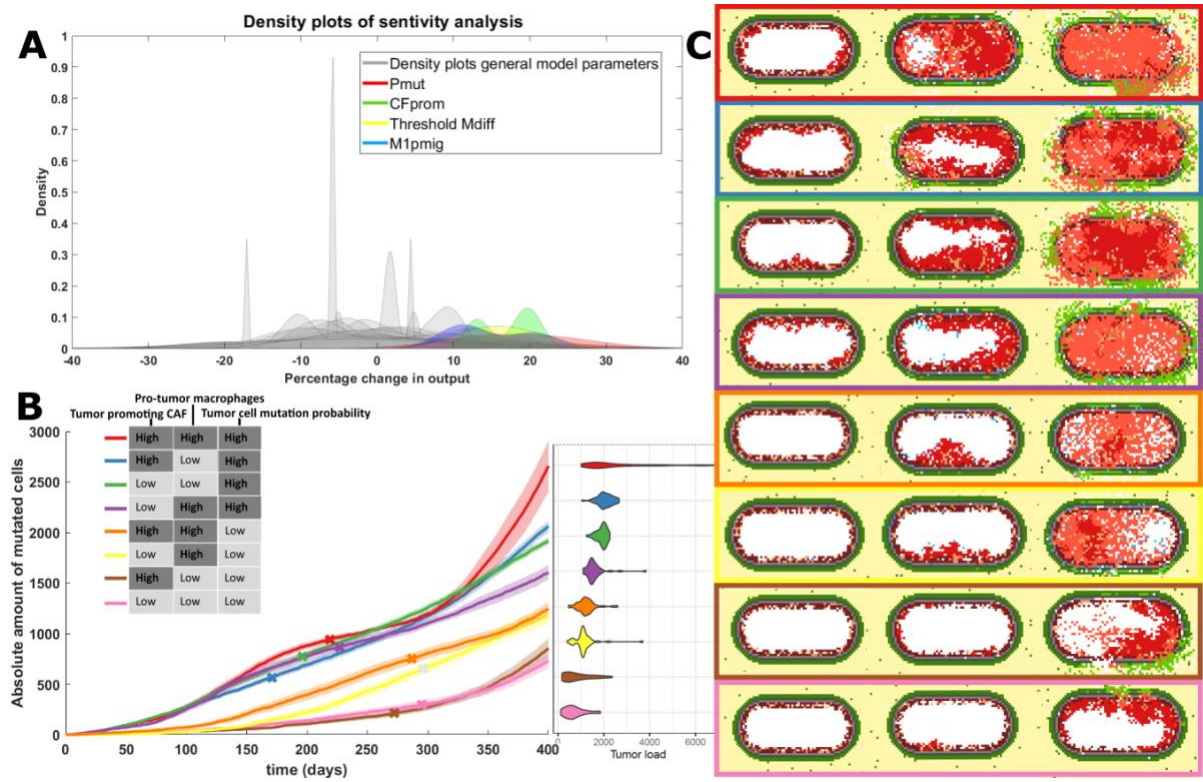 A
Density plots of sentivity analysis
1
0.9
0.8
0.7
0.6
0.5
0.4
0.3
0.2
0.1
0
Density
Density plots general model parameters
Pmut
CFprom
Threshold Mdiff
M1pmig
-40 -30 -20 -10 0 10 20 30 40
Percentage change in output
B
Pro-tumor macrophages
Tumor promoting CAF Tumor cell mutation probability
High High High
High Low High
Low Low High
Low High High
High High Low
Low High Low
High Low Low
Low Low Low
3000
2500
2000
1500
1000
500
0
Absolute amount of mutated cells
0 50 100 150 200 250 300 350 400
time (days)
0 2000 4000 6000
Tumor load
C